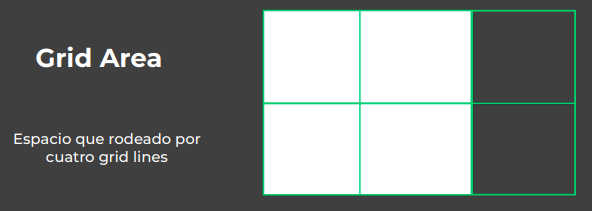 Grid Area
Espacio que rodeado por
cuatro grid lines